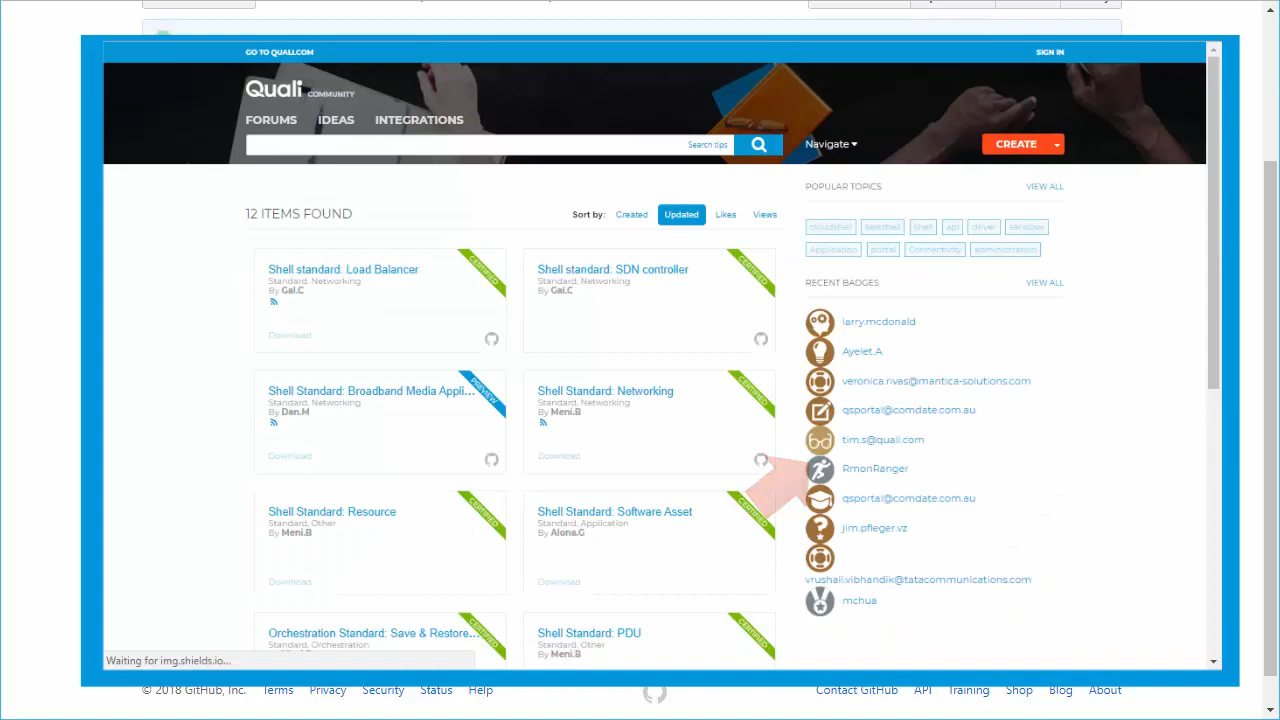 GO TO QUALI.COM
SIGN IN
Quali COMMUNITY
FORUMS IDEAS INTEGRATIONS
Search tips
Navigate
CREATE
12 ITEMS FOUND
Sort by: Created Updated Likes Views
Shell standard: Load Balancer
Standard, Networking
By Gal.C
Download
CERTIFIED
Shell standard: SDN controller
Standard, Networking
By Gal.C
CERTIFIED
Shell Standard: Broadband Media Appli...
Standard, Networking
By Dan.M
Download
PREVIEW
Shell Standard: Networking
Standard, Networking
By Meni.B
Download
CERTIFIED
Shell Standard: Resource
Standard, Other
By Meni.B
Download
CERTIFIED
Shell Standard: Software Asset
Standard, Application
By Alona.G
Download
CERTIFIED
Orchestration Standard: Save & Restore...
Standard, Orchestration
CERTIFIED
Shell Standard: PDU
Standard, Other
By Meni.B
CERTIFIED
POPULAR TOPICS
VIEW ALL
cloudshell testshell shell api driver sandbox
Application portal Connectivity administration
RECENT BADGES
VIEW ALL
larry.mcdonald
Ayelet.A
veronica.rivas@mantica-solutions.com
qsportal@comdate.com.au
tim.s@quali.com
RmonRanger
qsportal@comdate.com.au
jim.pfleger.vz
vrushali.vibhandik@tatacommunications.com
mchua
Waiting for img.shields.io...
© 2018 GitHub, Inc. Terms Privacy Security Status Help
Contact GitHub API Training Shop Blog About